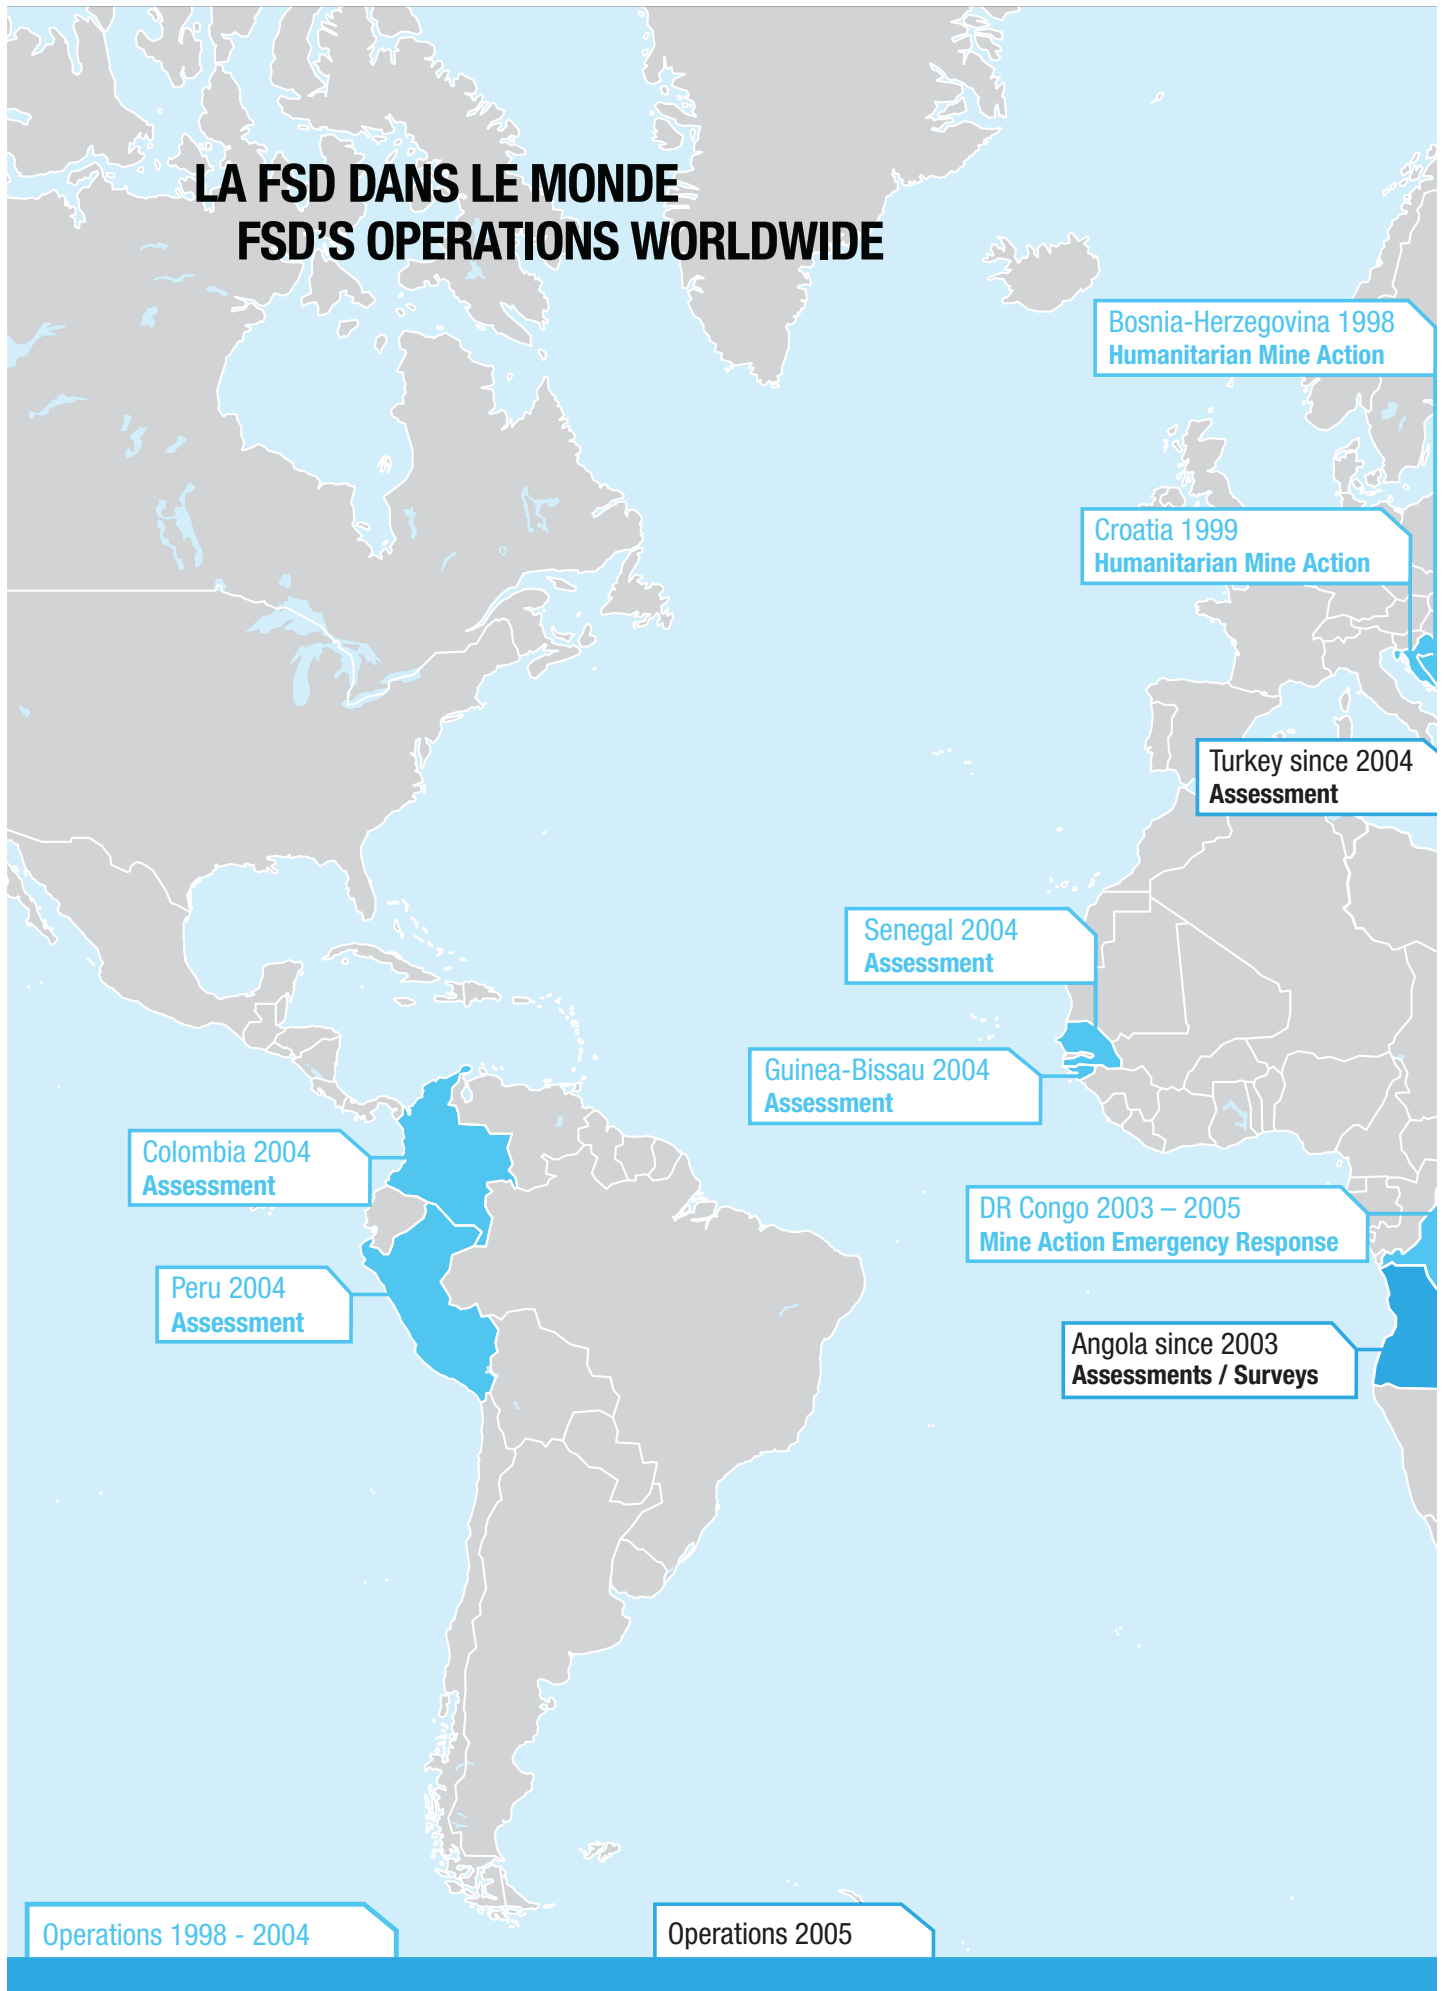 LA FSD DANS LE MONDE
FSD’S OPERATIONS WORLDWIDE
Bosnia-Herzegovina 1998
Humanitarian Mine Action
Croatia 1999
Humanitarian Mine Action
Turkey since 2004
Assessment
Senegal 2004
Assessment
Guinea-Bissau 2004
Assessment
Colombia 2004
Assessment
DR Congo 2003 – 2005
Mine Action Emergency Response
Peru 2004
Assessment
Angola since 2003
Assessments / Surveys
Operations 1998 - 2004
Operations 2005